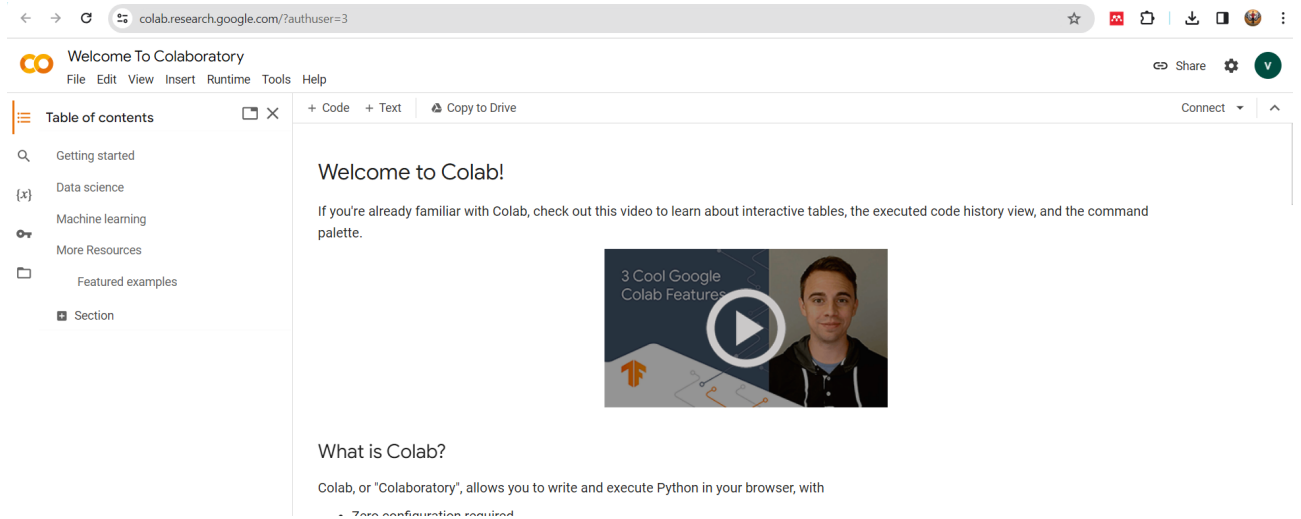 colab.research.google.com/?authuser=3
Welcome To Colaboratory
File Edit View Insert Runtime Tools Help
Share
V
Table of contents
+ Code + Text Copy to Drive
Connect
Getting started
Data science
{x}
Machine learning
More Resources
Featured examples
Section
Welcome to Colab!
If you're already familiar with Colab, check out this video to learn about interactive tables, the executed code history view, and the command
palette.
3 Cool Google
Colab Features
What is Colab?
Colab, or "Colaboratory", allows you to write and execute Python in your browser, with
• Zero configuration required